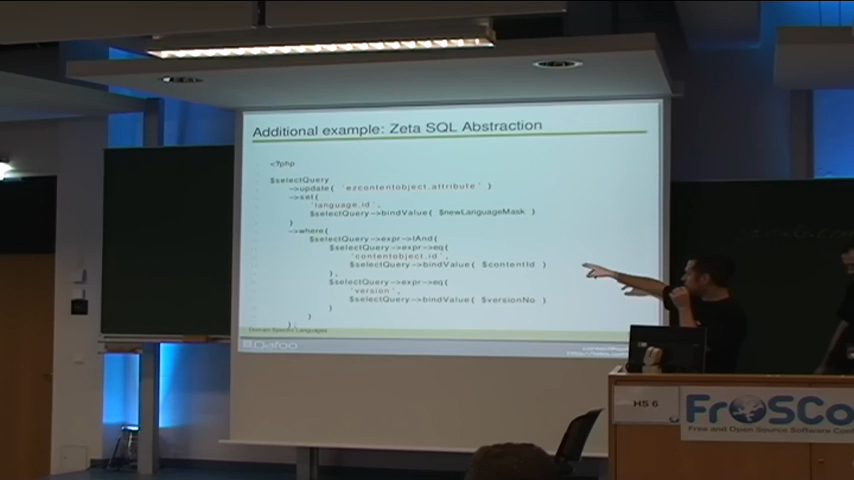 Additional example: Zeta SQL Abstraction
<?php
$selectQuery
->update( 'ezcontentobject_attribute' )
->set(
'language_id',
$selectQuery->bindValue( $newLanguageMask )
)
->where(
$selectQuery->expr->lAnd(
$selectQuery->expr->eq(
'contentobject_id',
$selectQuery->bindValue( $contentId )
),
$selectQuery->expr->eq(
'version',
$selectQuery->bindValue( $versionNo )
)
)
);
Domain Specific Languages
Qafoo
HS 6
FrOSCo
Free and Open Source Software Con